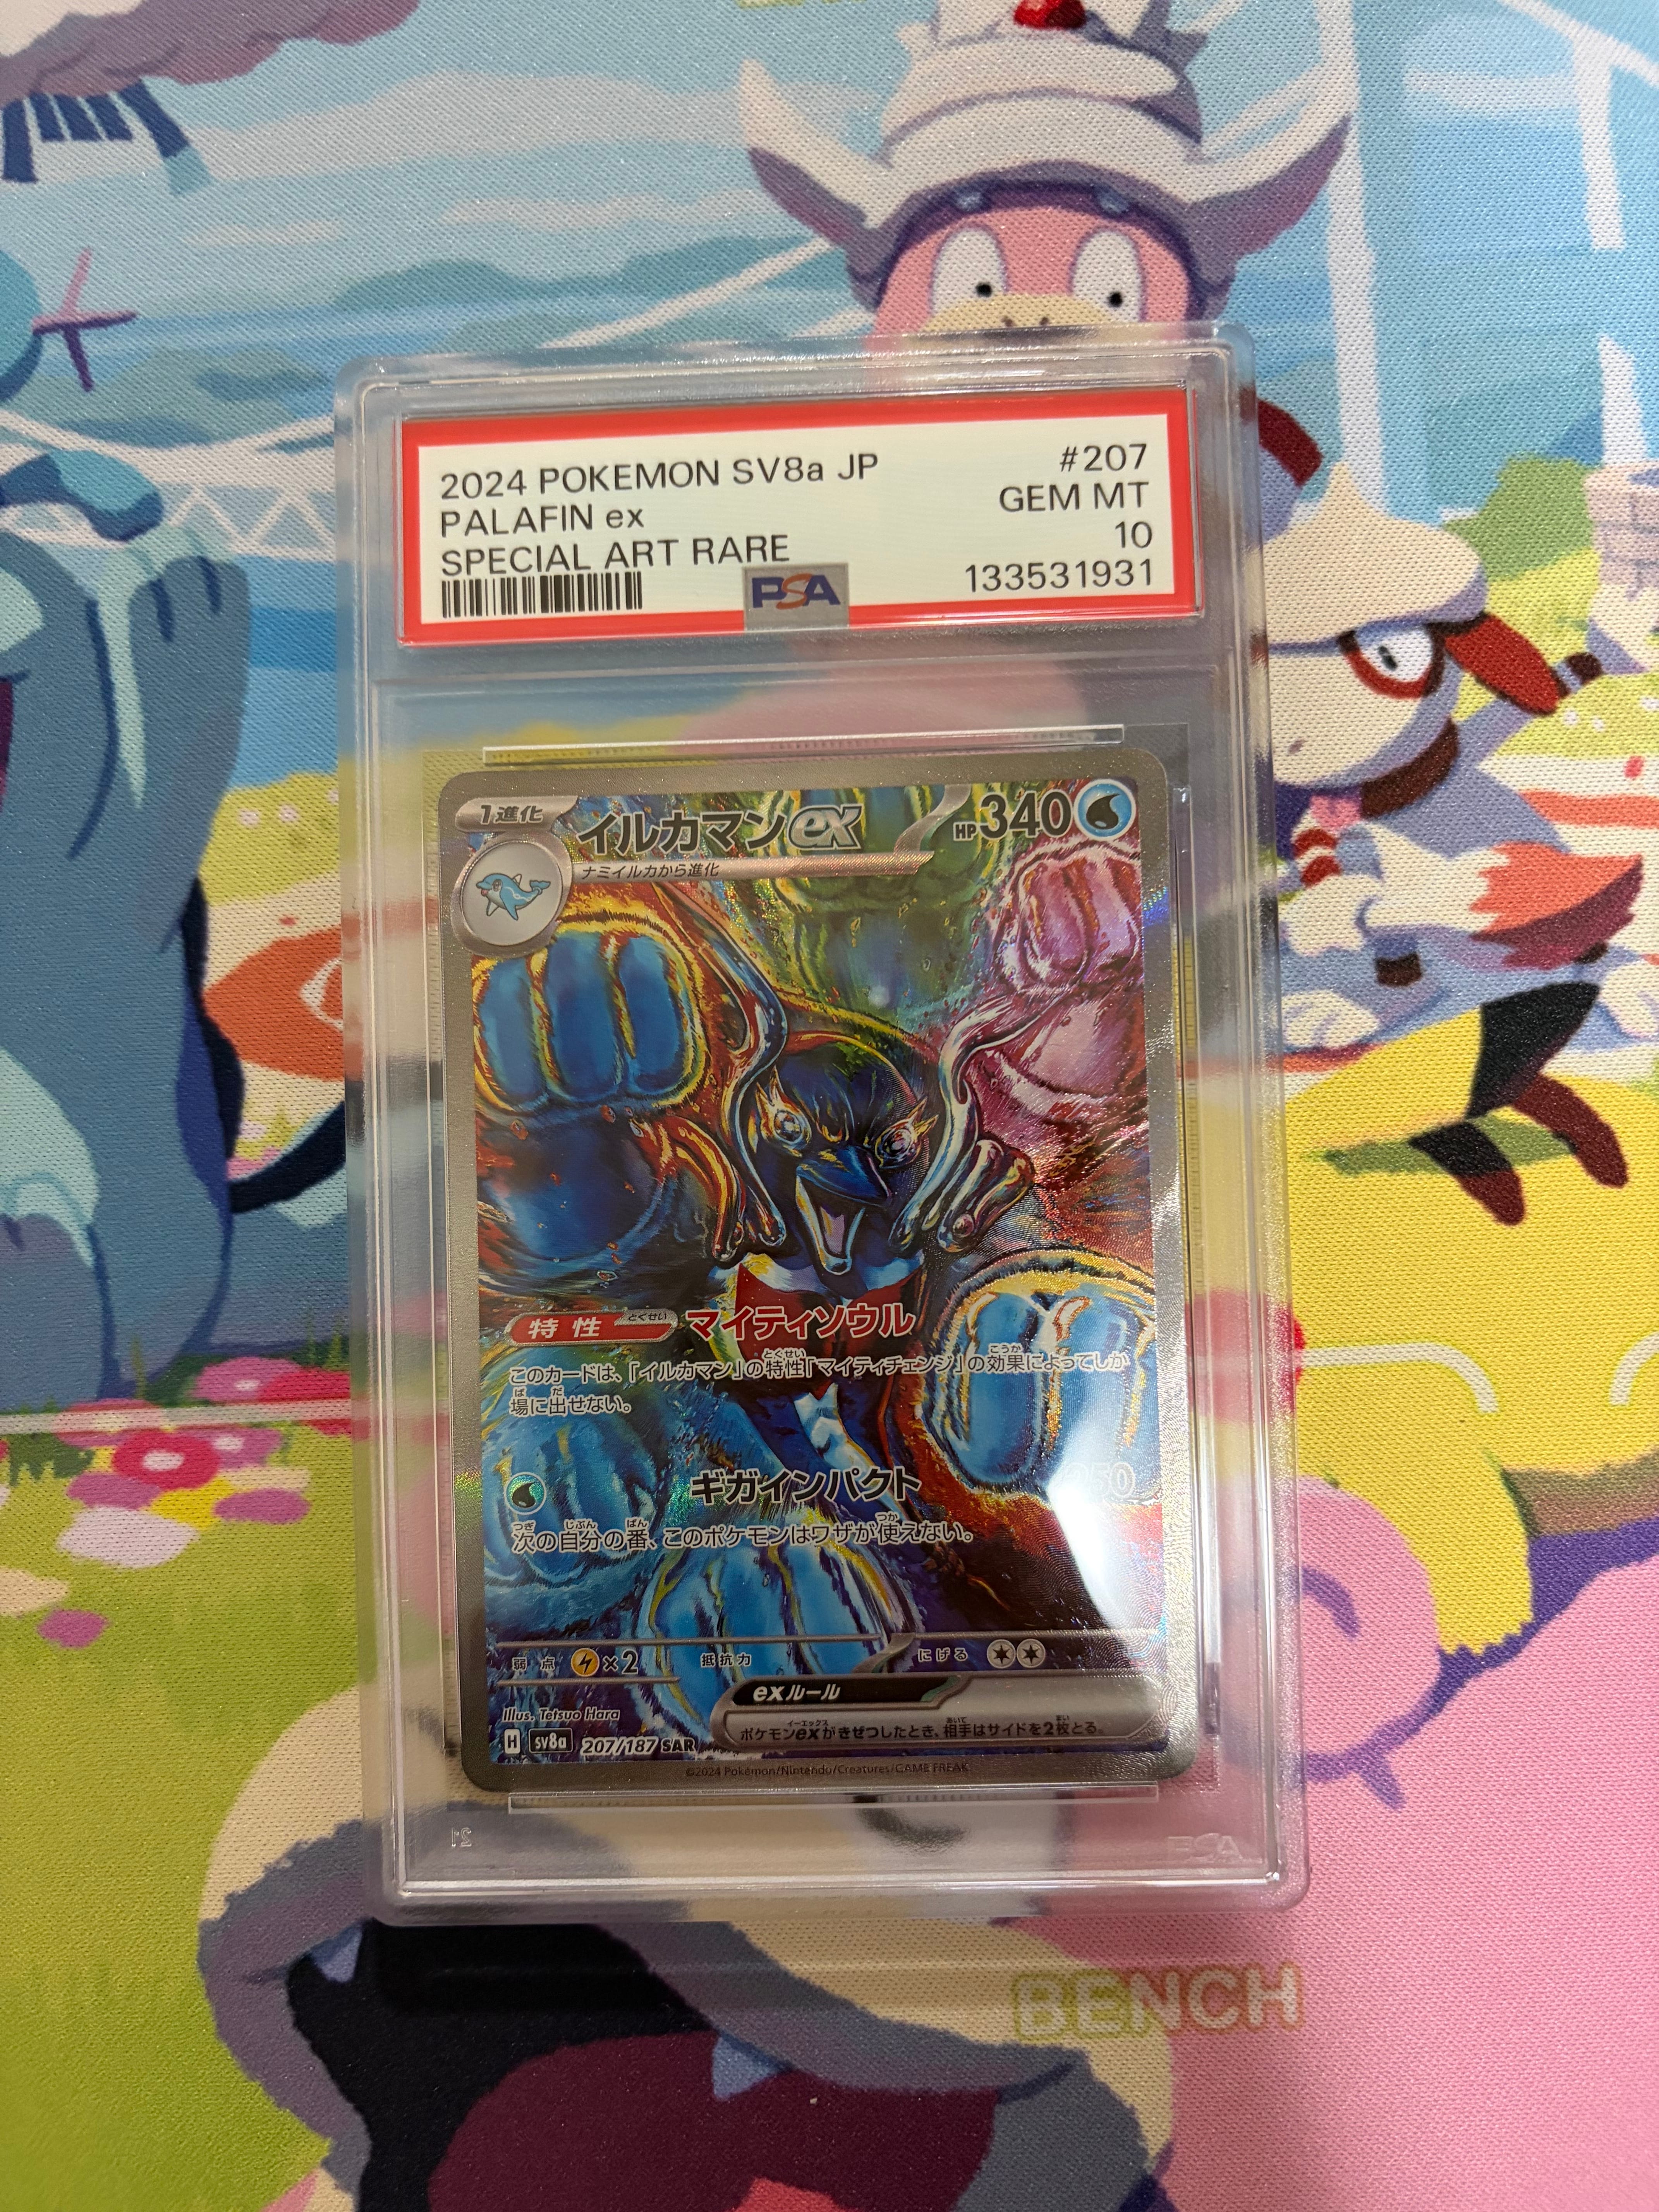 2024 POKEMON SV8a JP #207
PALAFIN ex GEM MT
SPECIAL ART RARE 10
PSA 133531931
1進化 イルカマンex HP340
ナミイルカから進化
特性 とくせい マイティソウル
このカードは、「イルカマン」の特性「マイティチェンジ」の効果によってしか
場に出せない。
ギガインパクト 250
次の自分の番、このポケモンはワザが使えない。
弱点 ×2 抵抗力 にげる
exルール
ポケモンexがきぜつしたとき、相手はサイドを2枚とる。
Illus. Tetsuo Hara
H sv8a 207/187 SAR
©2024 Pokémon/Nintendo/Creatures/GAME FREAK
PSA
BENCH